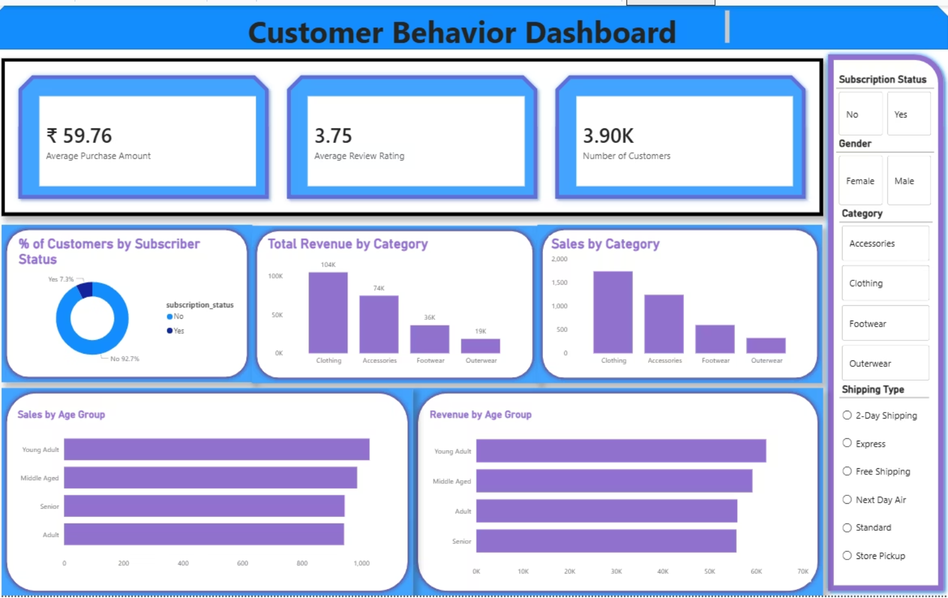 Customer Behavior Dashboard
₹ 59.76
Average Purchase Amount
3.75
Average Review Rating
3.90K
Number of Customers
% of Customers by Subscriber
Status
Yes 7.3%
No 92.7%
subscription_status
No
Yes
Total Revenue by Category
100K
50K
0K
104K
74K
36K
19K
Clothing
Accessories
Footwear
Outerwear
Sales by Category
2,000
1,500
1,000
500
0
Clothing
Accessories
Footwear
Outerwear
Sales by Age Group
Young Adult
Middle Aged
Senior
Adult
0
200
400
600
800
1,000
Revenue by Age Group
Young Adult
Middle Aged
Adult
Senior
0K
10K
20K
30K
40K
50K
60K
70K
Subscription Status
No
Yes
Gender
Female
Male
Category
Accessories
Clothing
Footwear
Outerwear
Shipping Type
2-Day Shipping
Express
Free Shipping
Next Day Air
Standard
Store Pickup